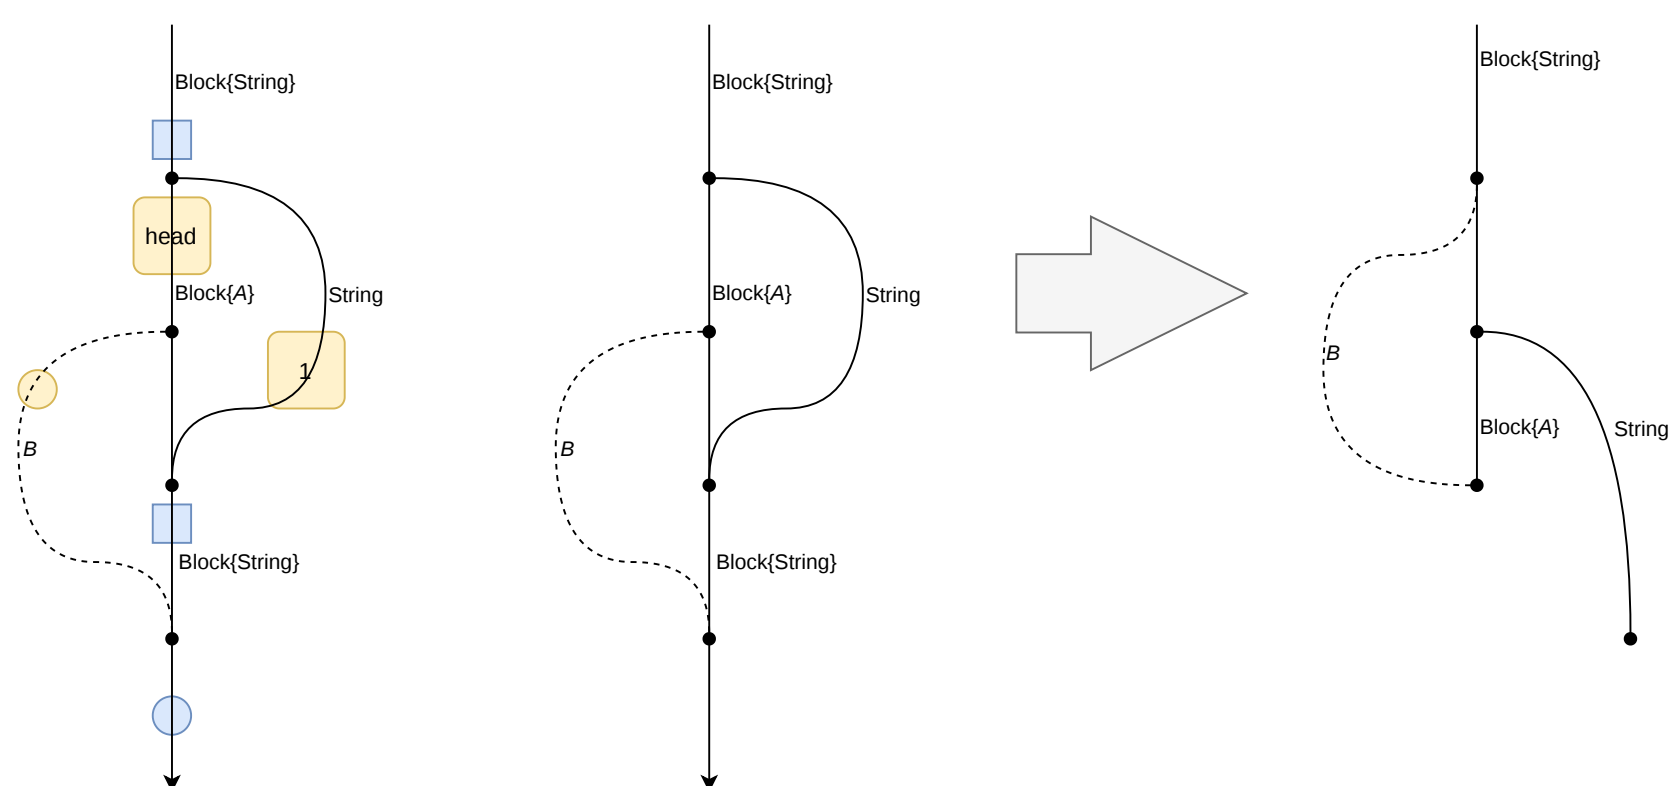 Block{String}
head
Block{A}
String
1
B
Block{String}
Block{String}
Block{A}
String
B
Block{String}
Block{String}
B
Block{A}
String